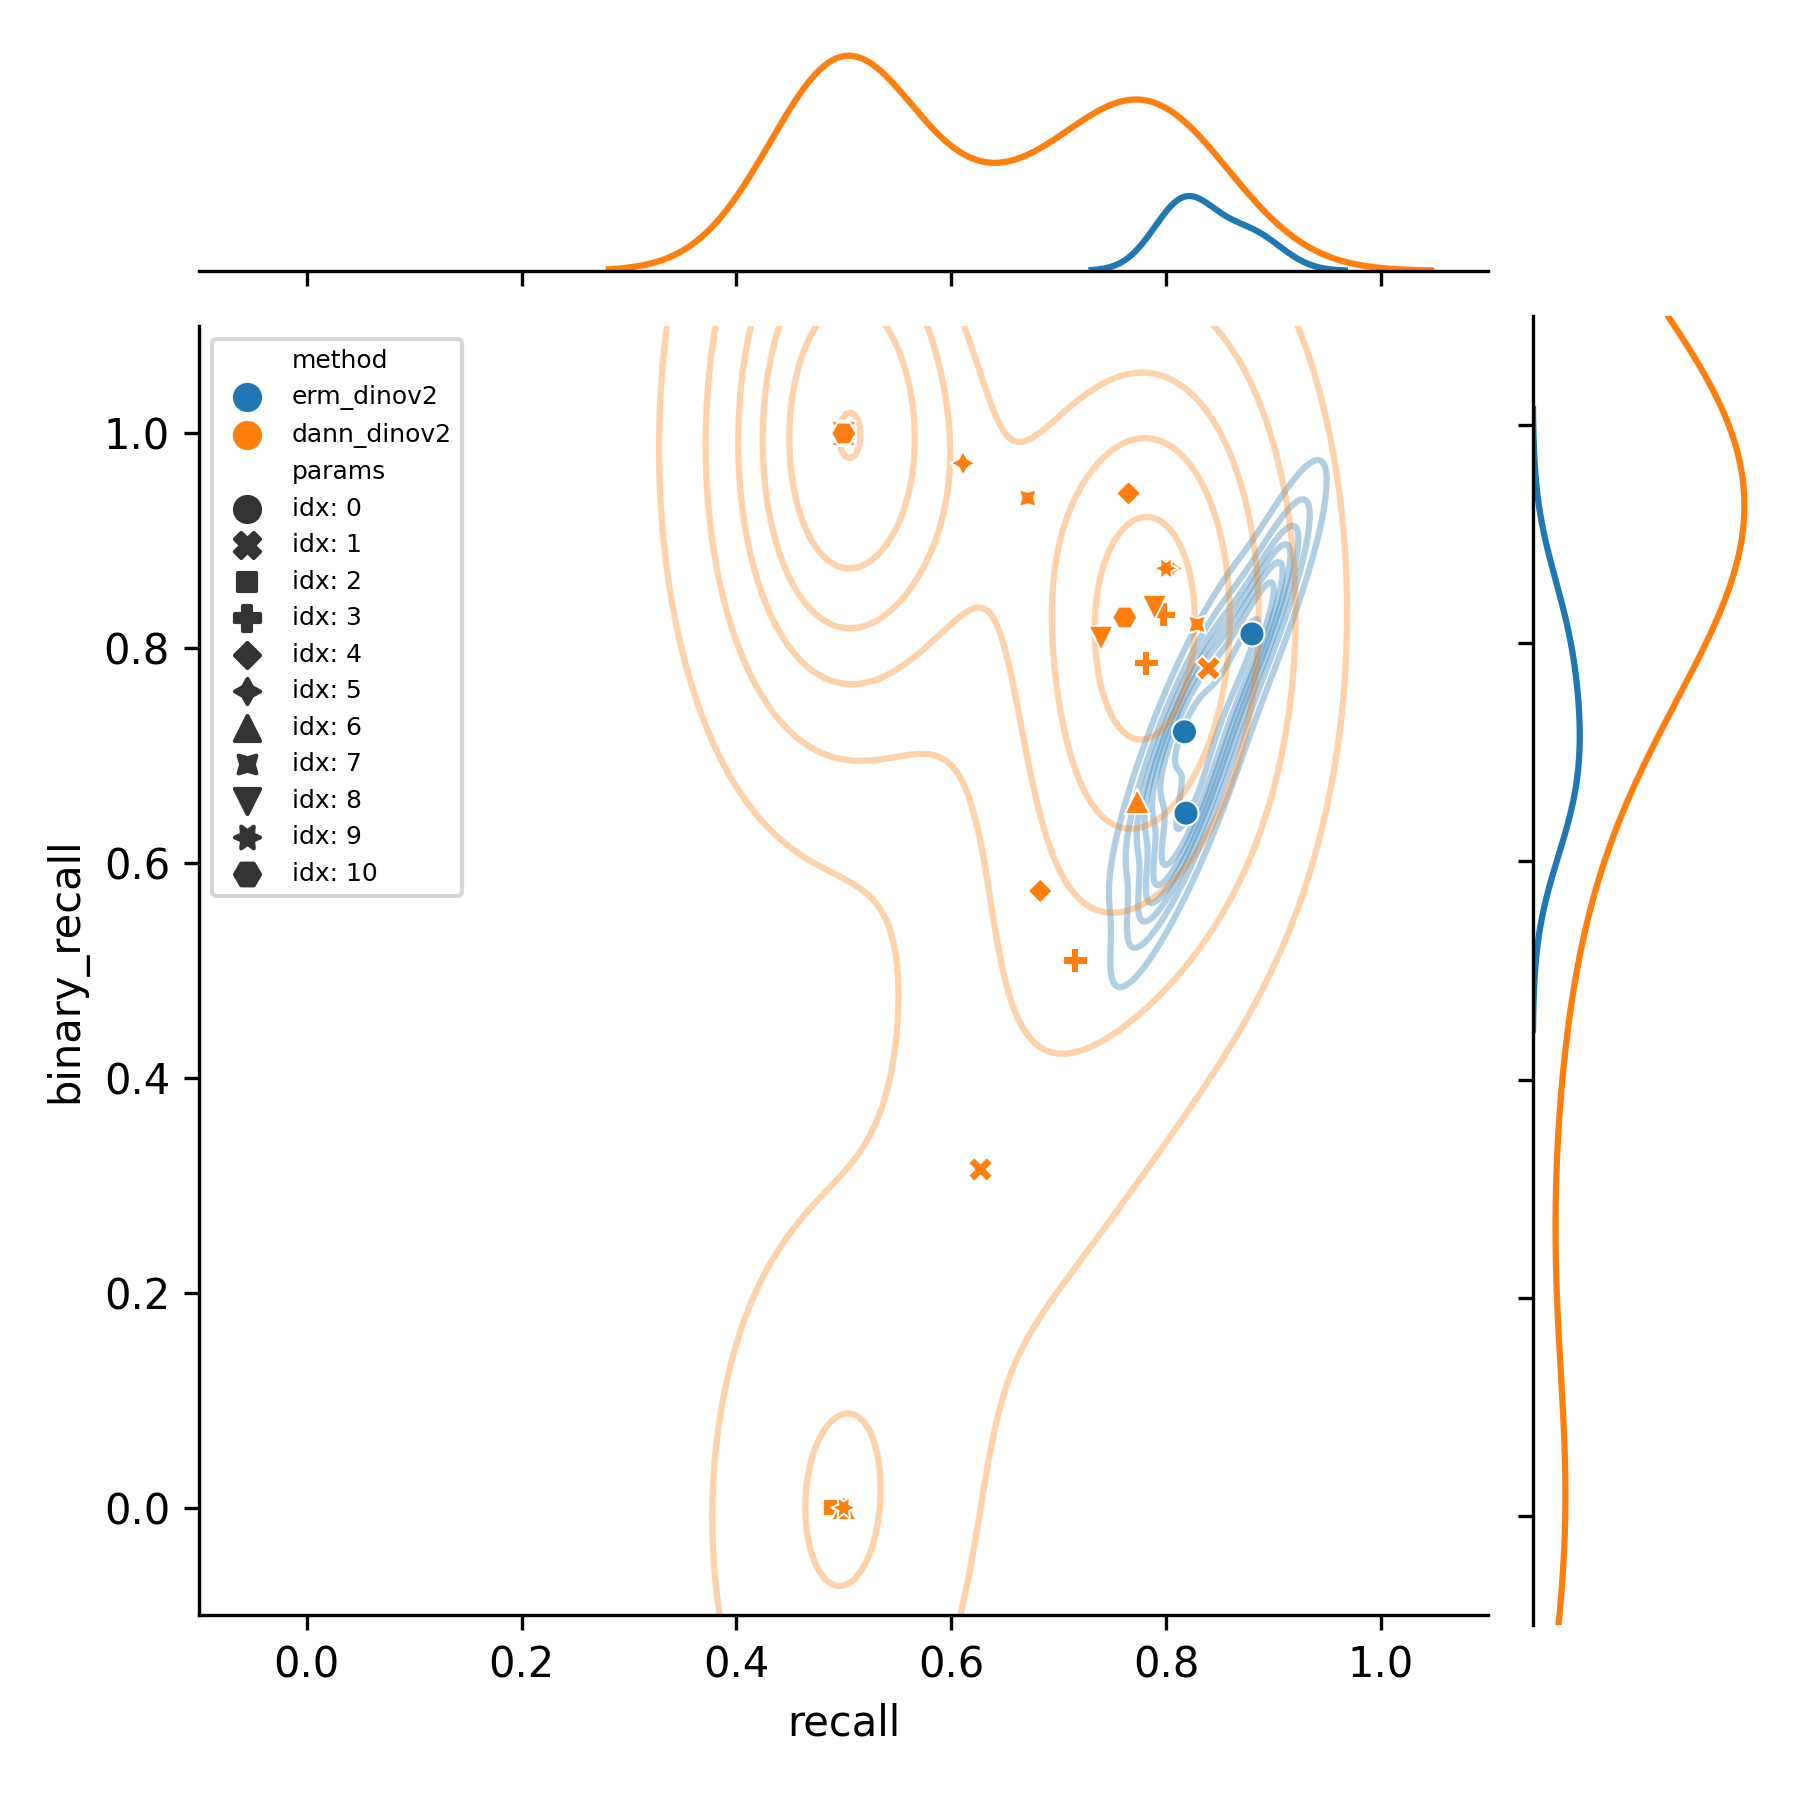 method
erm_dinov2
dann_dinov2
params
idx: 0
idx: 1
idx: 2
idx: 3
idx: 4
idx: 5
idx: 6
idx: 7
idx: 8
idx: 9
idx: 10
1.0
0.8
0.6
0.4
0.2
0.0
binary_recall
0.0 0.2 0.4 0.6 0.8 1.0
recall